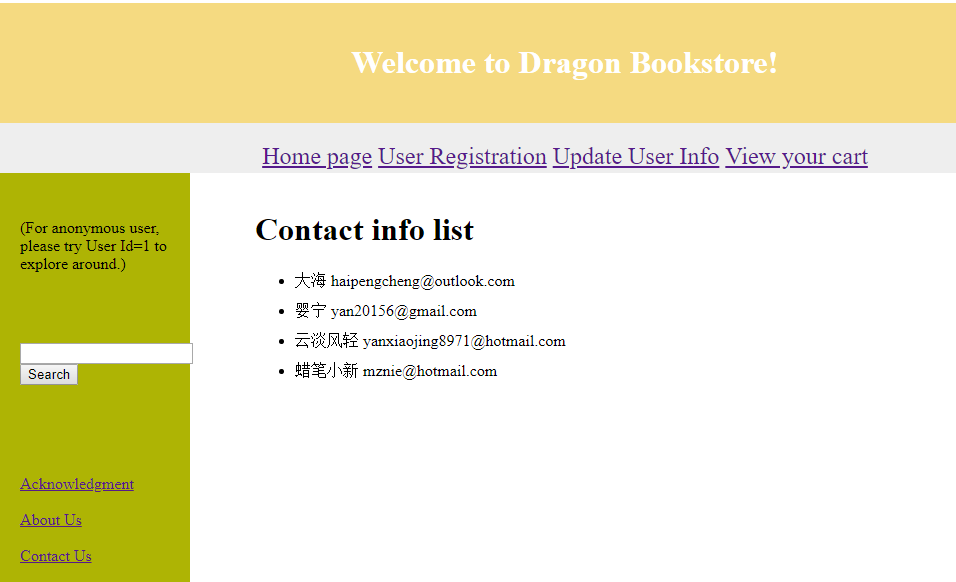 Welcome to Dragon Bookstore!
Home page User Registration Update User Info View your cart
(For anonymous user,
please try User Id=1 to
explore around.)
Search
Acknowledgment
About Us
Contact Us
Contact info list
大海 haipengcheng@outlook.com
婴宁 yan20156@gmail.com
云淡风轻 yanxiaojing8971@hotmail.com
蜡笔小新 mznie@hotmail.com